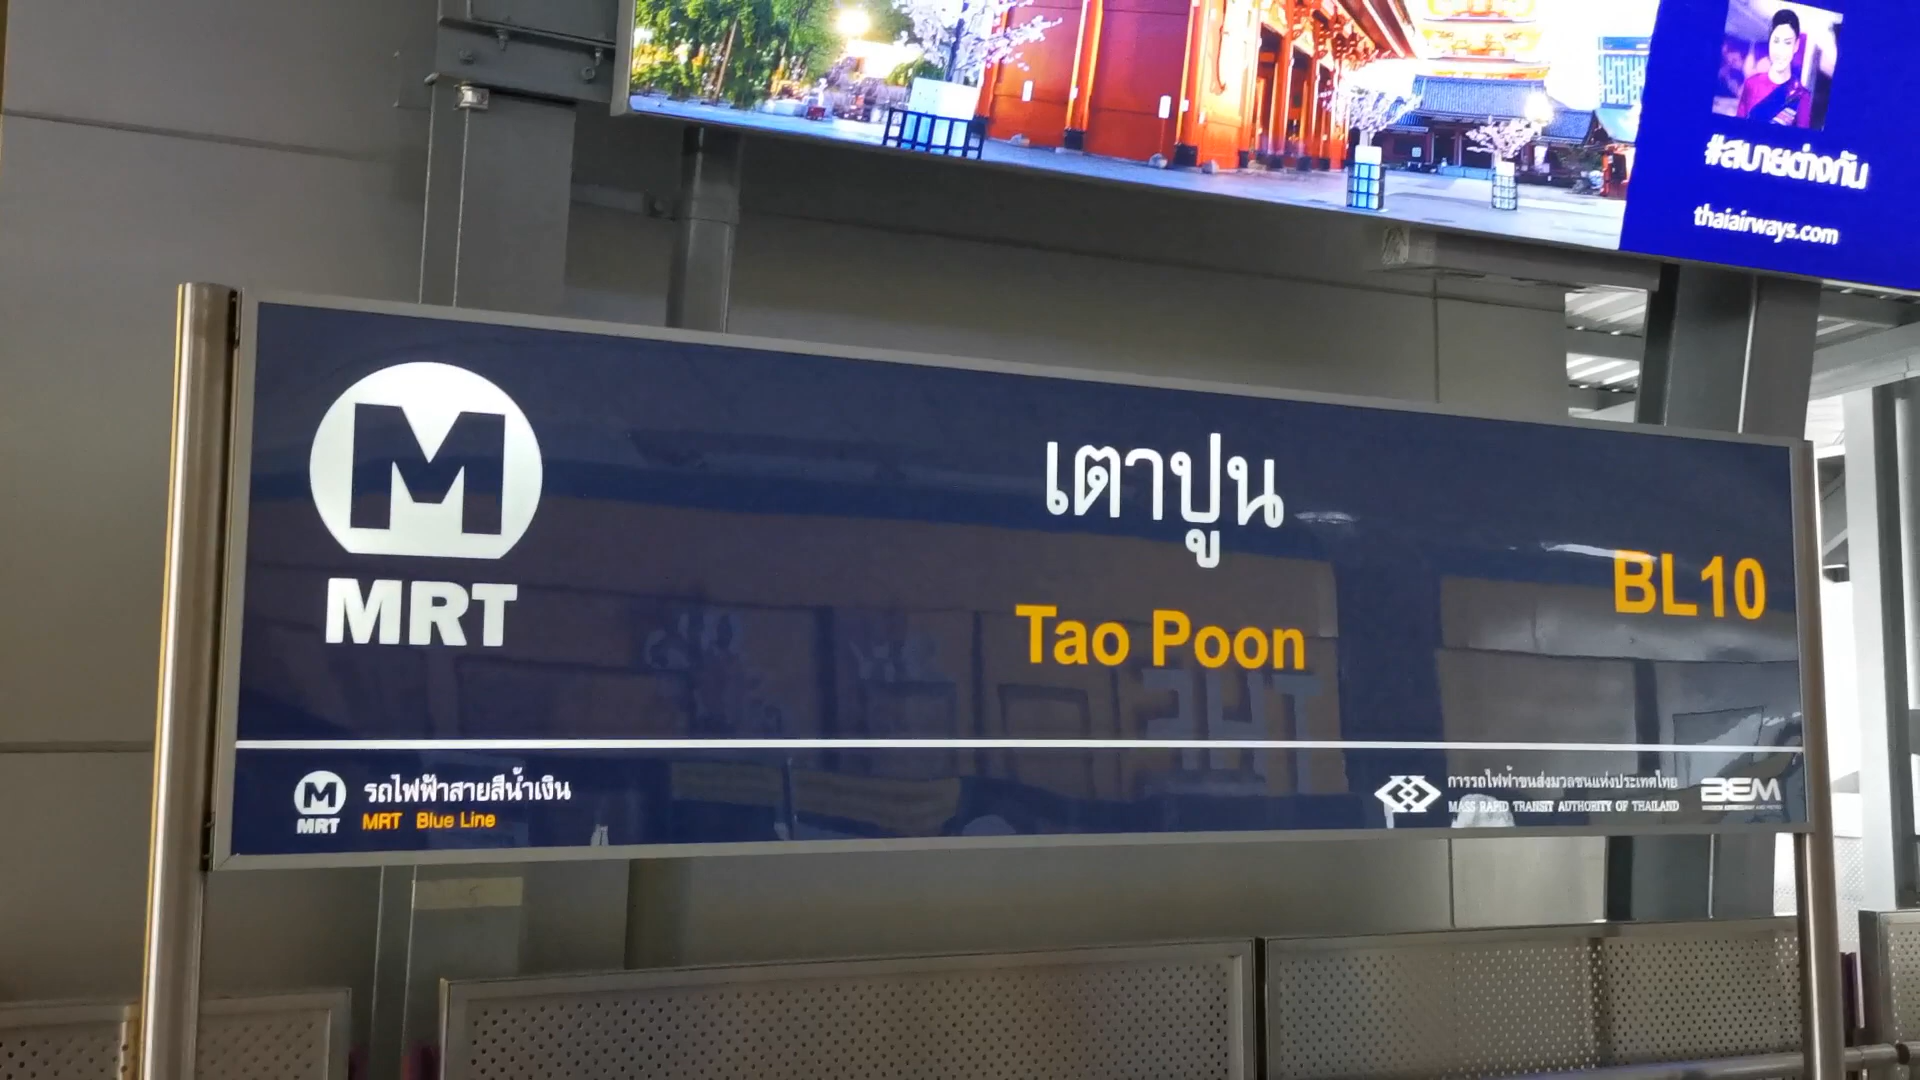 #สบายต่างกัน
thaiairways.com
M
MRT
เตาปูน
Tao Poon
BL10
M
MRT
รถไฟฟ้าสายสีน้ำเงิน
MRT Blue Line
การรถไฟฟ้าขนส่งมวลชนแห่งประเทศไทย
MASS RAPID TRANSIT AUTHORITY OF THAILAND
BEM